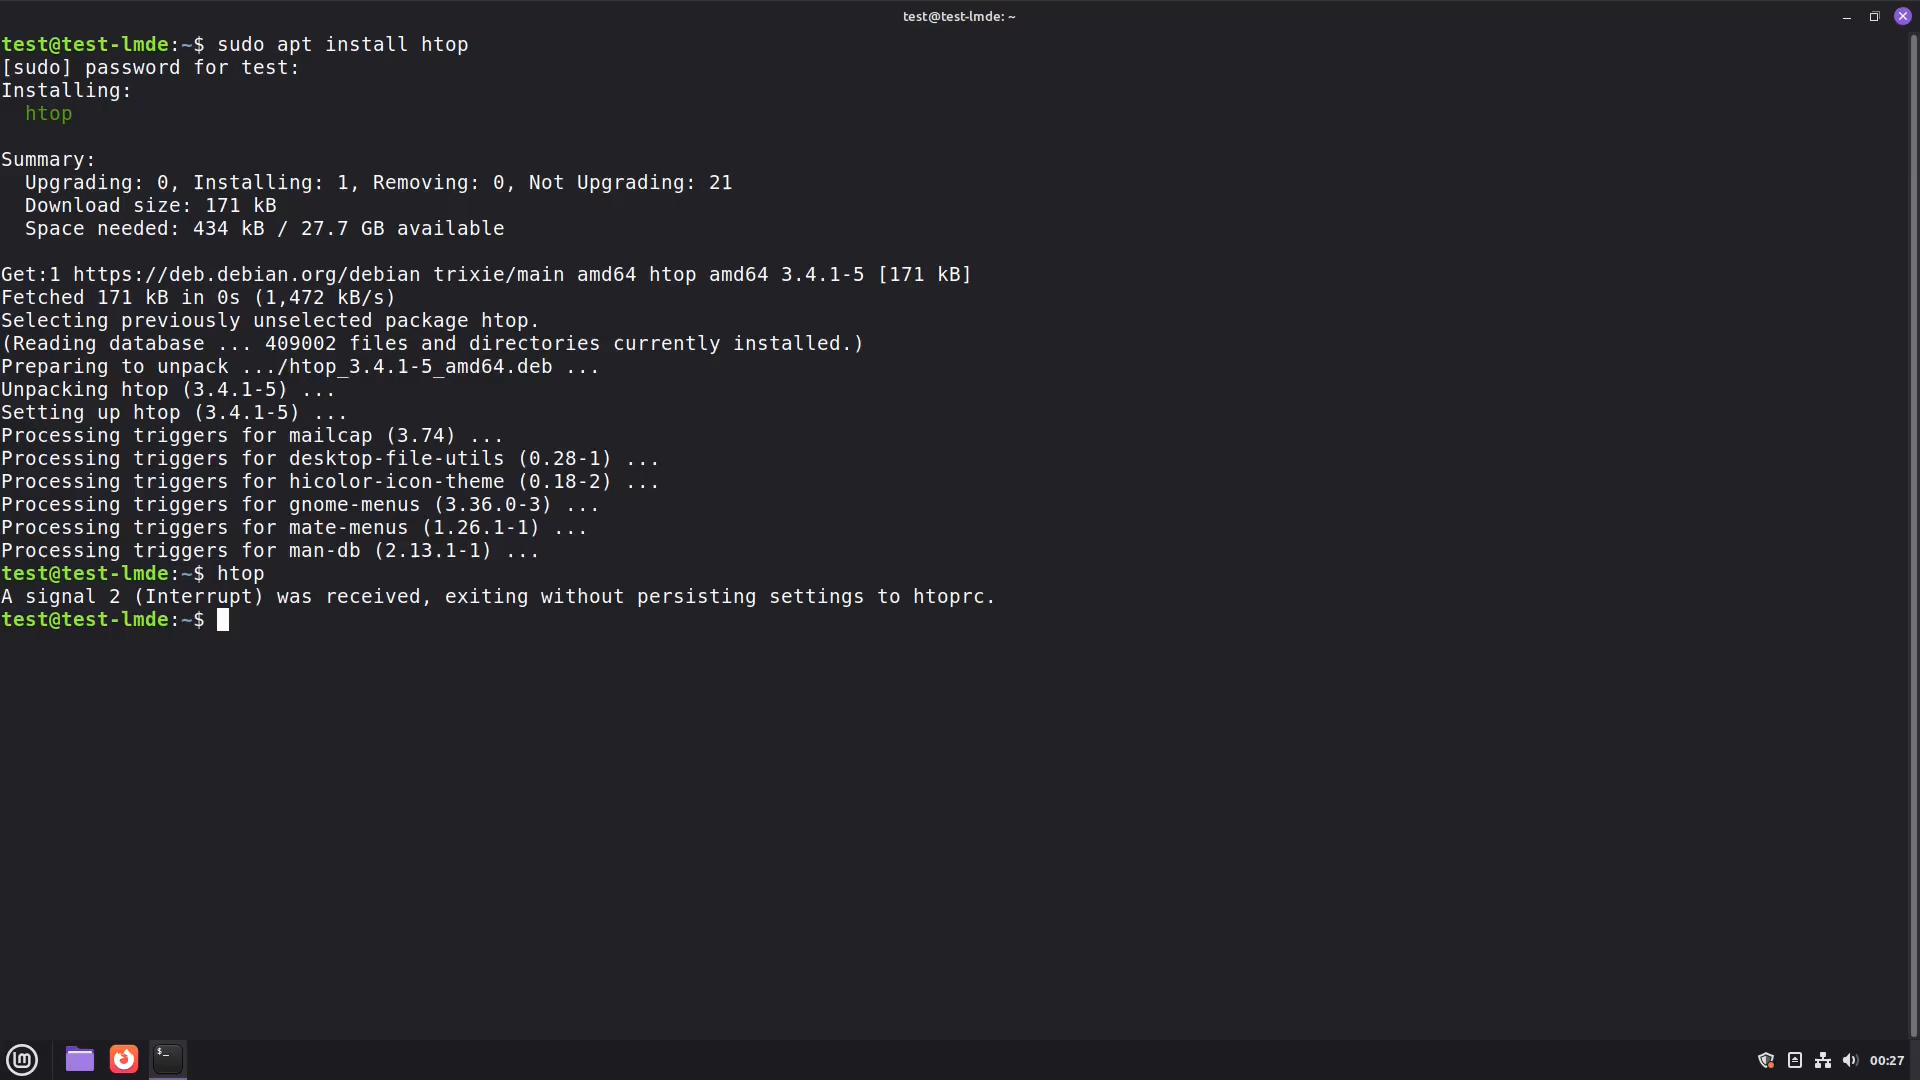 test@test-lmde: ~
test@test-lmde:~$ sudo apt install htop
[sudo] password for test:
Installing:
  htop

Summary:
  Upgrading: 0, Installing: 1, Removing: 0, Not Upgrading: 21
  Download size: 171 kB
  Space needed: 434 kB / 27.7 GB available

Get:1 https://deb.debian.org/debian trixie/main amd64 htop amd64 3.4.1-5 [171 kB]
Fetched 171 kB in 0s (1,472 kB/s)
Selecting previously unselected package htop.
(Reading database ... 409002 files and directories currently installed.)
Preparing to unpack .../htop_3.4.1-5_amd64.deb ...
Unpacking htop (3.4.1-5) ...
Setting up htop (3.4.1-5) ...
Processing triggers for mailcap (3.74) ...
Processing triggers for desktop-file-utils (0.28-1) ...
Processing triggers for hicolor-icon-theme (0.18-2) ...
Processing triggers for gnome-menus (3.36.0-3) ...
Processing triggers for mate-menus (1.26.1-1) ...
Processing triggers for man-db (2.13.1-1) ...
test@test-lmde:~$ htop
A signal 2 (Interrupt) was received, exiting without persisting settings to htoprc.
test@test-lmde:~$
$_
00:27